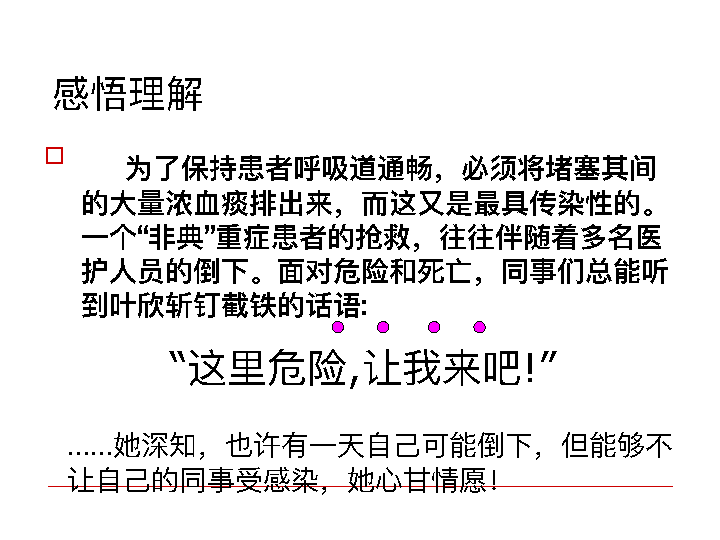 感悟理解
为了保持患者呼吸道通畅，必须将堵塞其间
的大量浓血痰排出来，而这又是最具传染性的。
一个“非典”重症患者的抢救，往往伴随着多名医
护人员的倒下。面对危险和死亡，同事们总能听
到叶欣斩钉截铁的话语:
“这里危险,让我来吧!”
……她深知，也许有一天自己可能倒下，但能够不
让自己的同事受感染，她心甘情愿!